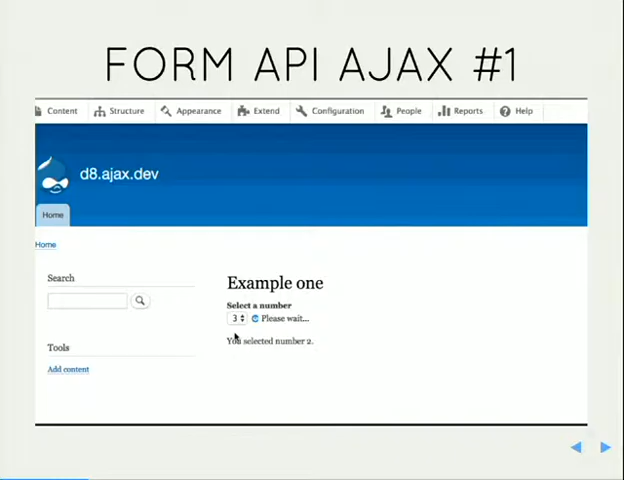 FORM API AJAX #1
Content Structure Appearance Extend Configuration People Reports Help
d8.ajax.dev
Home
Home
Search
Example one
Select a number
3 Please wait...
You selected number 2.
Tools
Add content